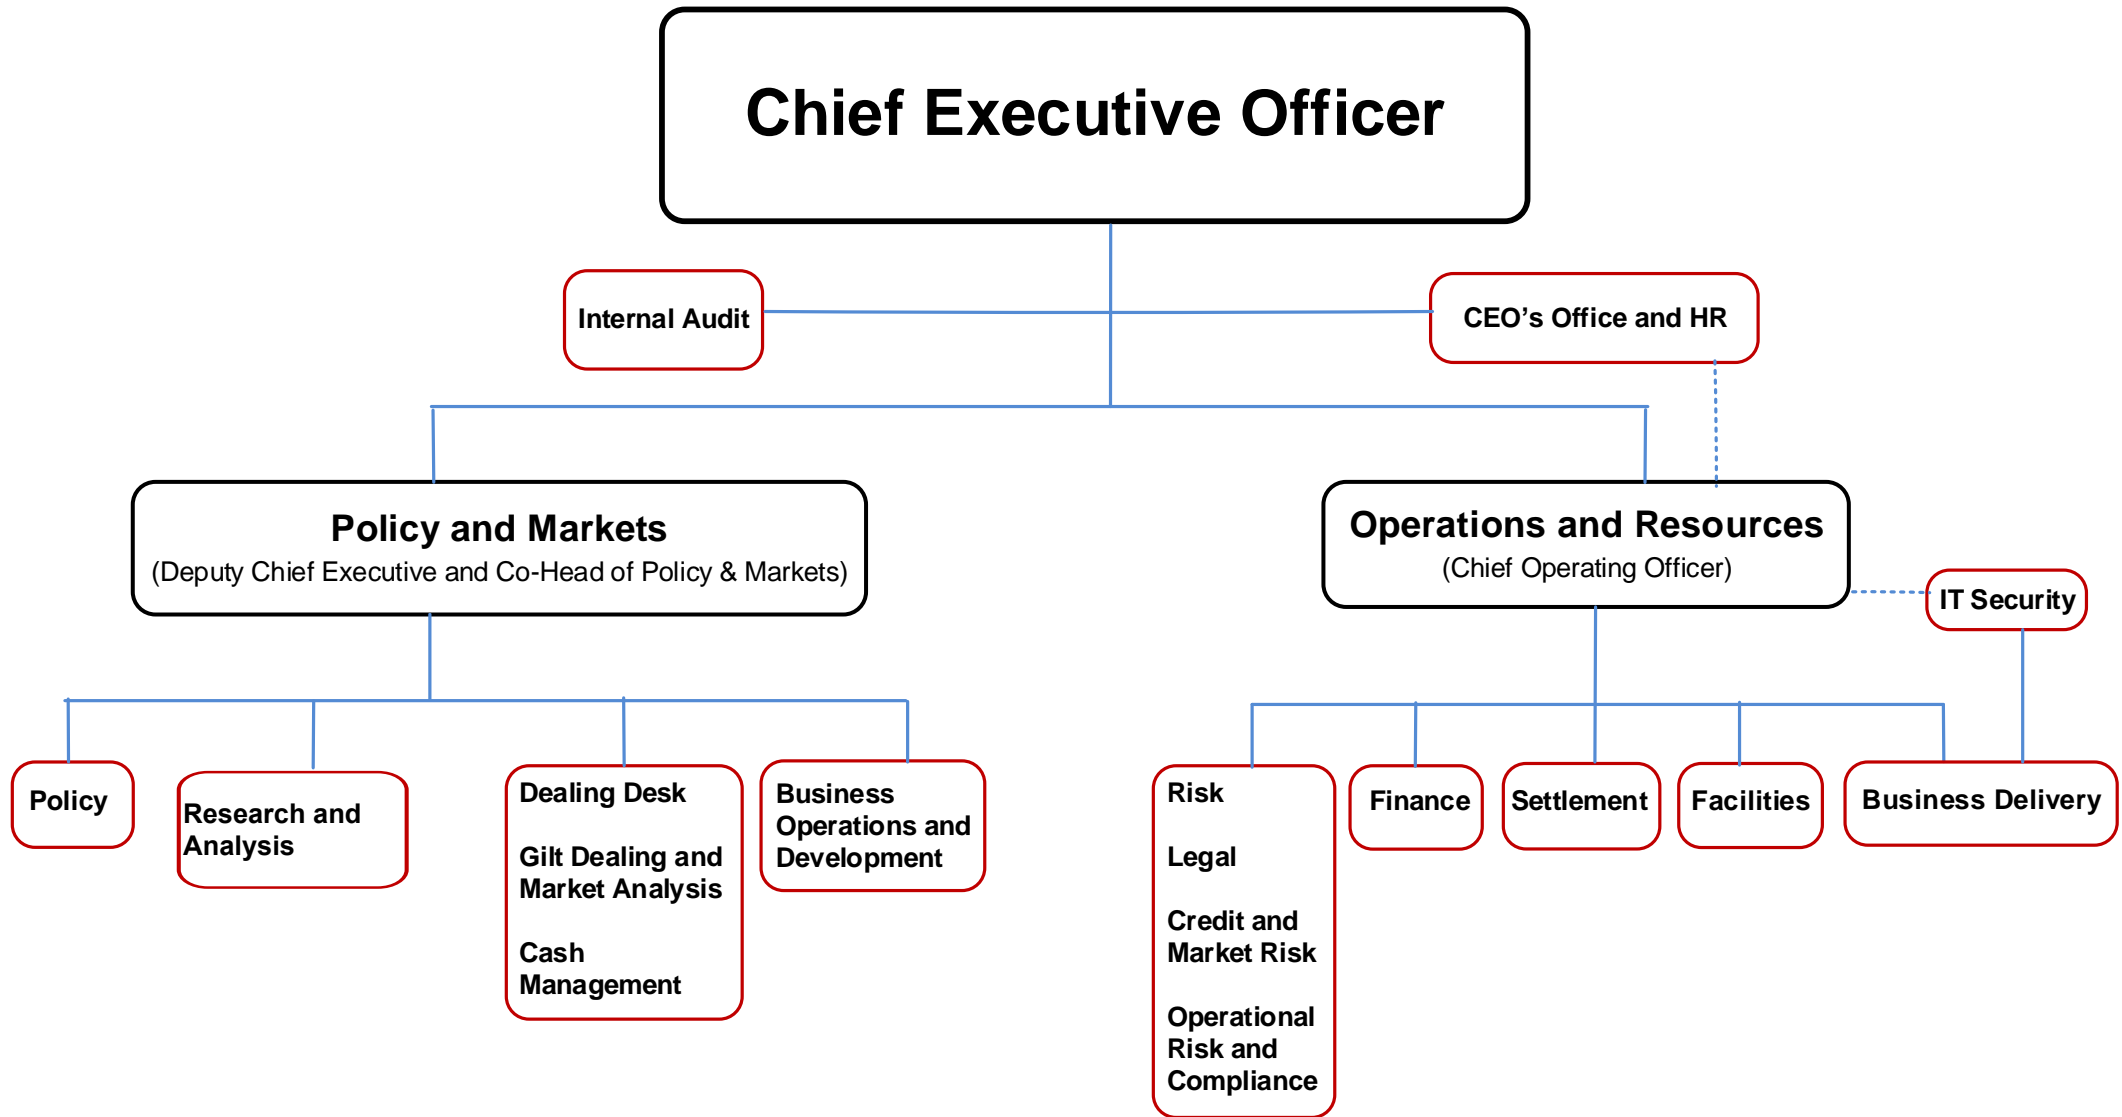 Chief Executive Officer
Internal Audit
CEO’s Office and HR
Policy and Markets
(Deputy Chief Executive and Co-Head of Policy & Markets)
Operations and Resources
(Chief Operating Officer)
IT Security
Policy
Research and
Analysis
Dealing Desk
Gilt Dealing and
Market Analysis
Cash
Management
Business
Operations and
Development
Risk
Legal
Credit and
Market Risk
Operational
Risk and
Compliance
Finance
Settlement
Facilities
Business Delivery